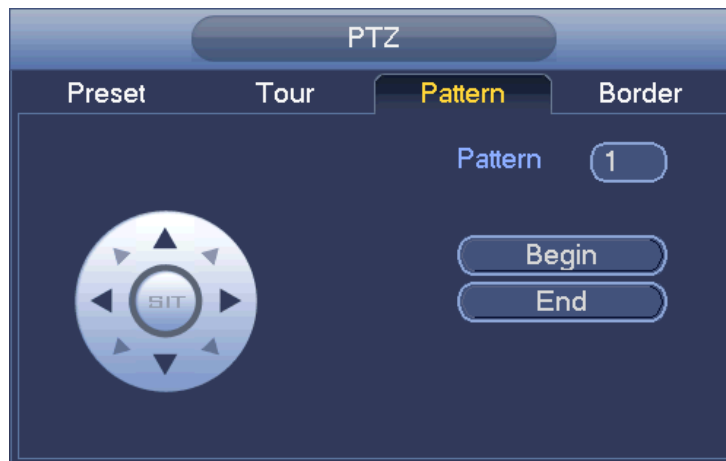 PTZ
Preset Tour Pattern Border
Pattern 1
Begin
SIT
End